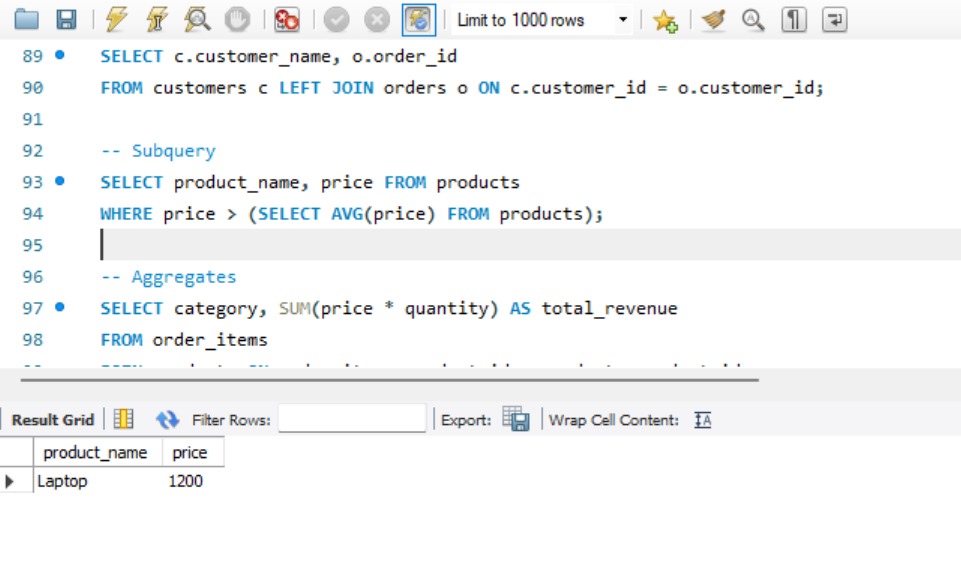 Limit to 1000 rows
89 SELECT c.customer_name, o.order_id
90 FROM customers c LEFT JOIN orders o ON c.customer_id = o.customer_id;
91
92 -- Subquery
93 SELECT product_name, price FROM products
94 WHERE price > (SELECT AVG(price) FROM products);
95
96 -- Aggregates
97 SELECT category, SUM(price * quantity) AS total_revenue
98 FROM order_items
Result Grid Filter Rows: Export: Wrap Cell Content:
product_name price
Laptop 1200